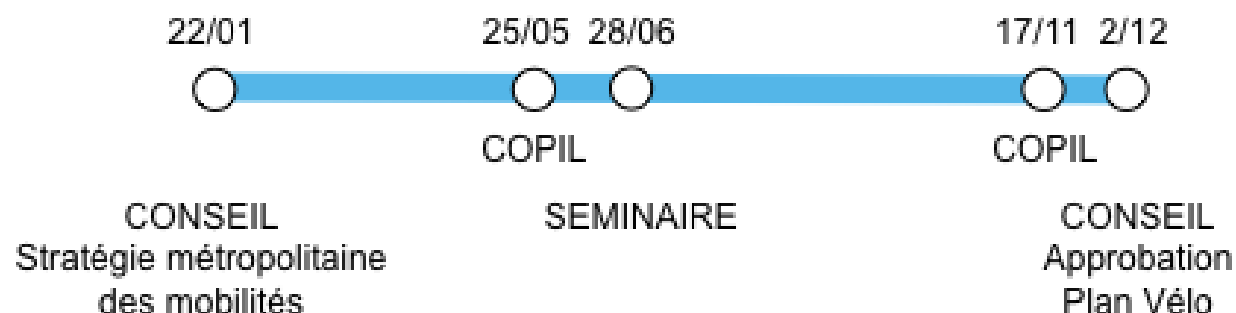 22/01 25/05 28/06 17/11 2/12
COPIL COPIL
CONSEIL SEMINAIRE CONSEIL
Stratégie métropolitaine Approbation
des mobilités Plan Vélo